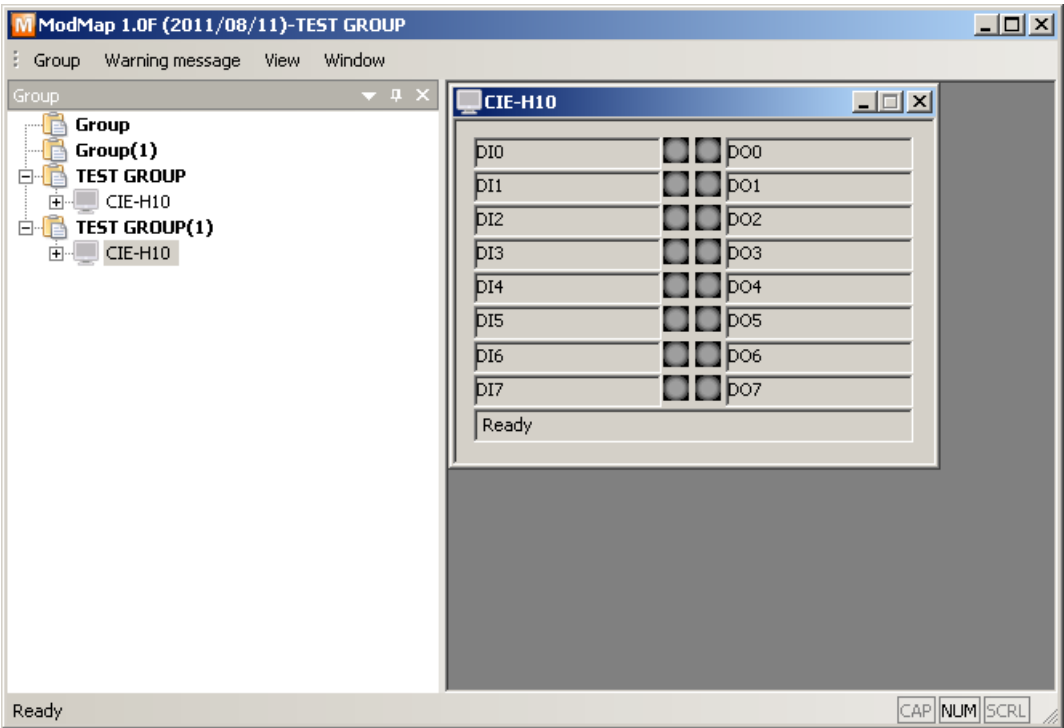 ModMap 1.0F (2011/08/11)-TEST GROUP
Group Warning message View Window
Group
Group
Group(1)
TEST GROUP
CIE-H10
TEST GROUP(1)
CIE-H10
CIE-H10
DI0 DO0
DI1 DO1
DI2 DO2
DI3 DO3
DI4 DO4
DI5 DO5
DI6 DO6
DI7 DO7
Ready
Ready CAP NUM SCRL